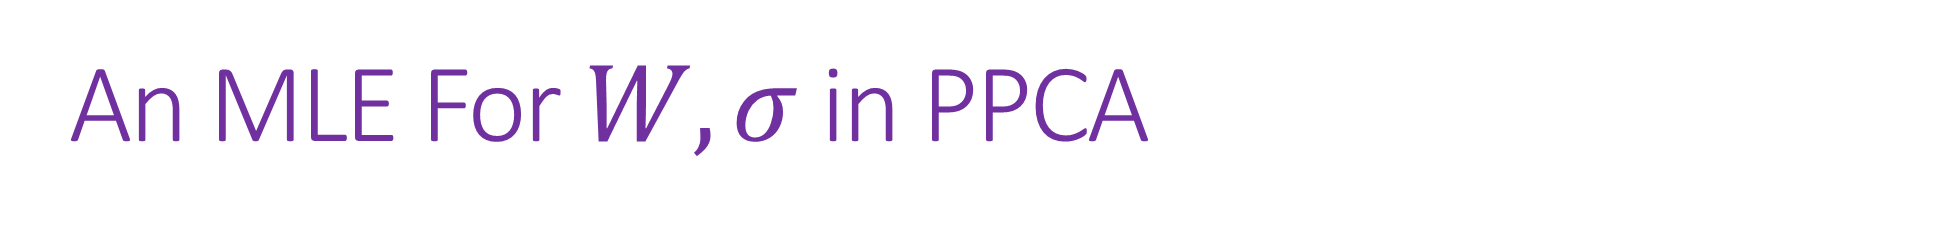 An MLE For W, σ in PPCA